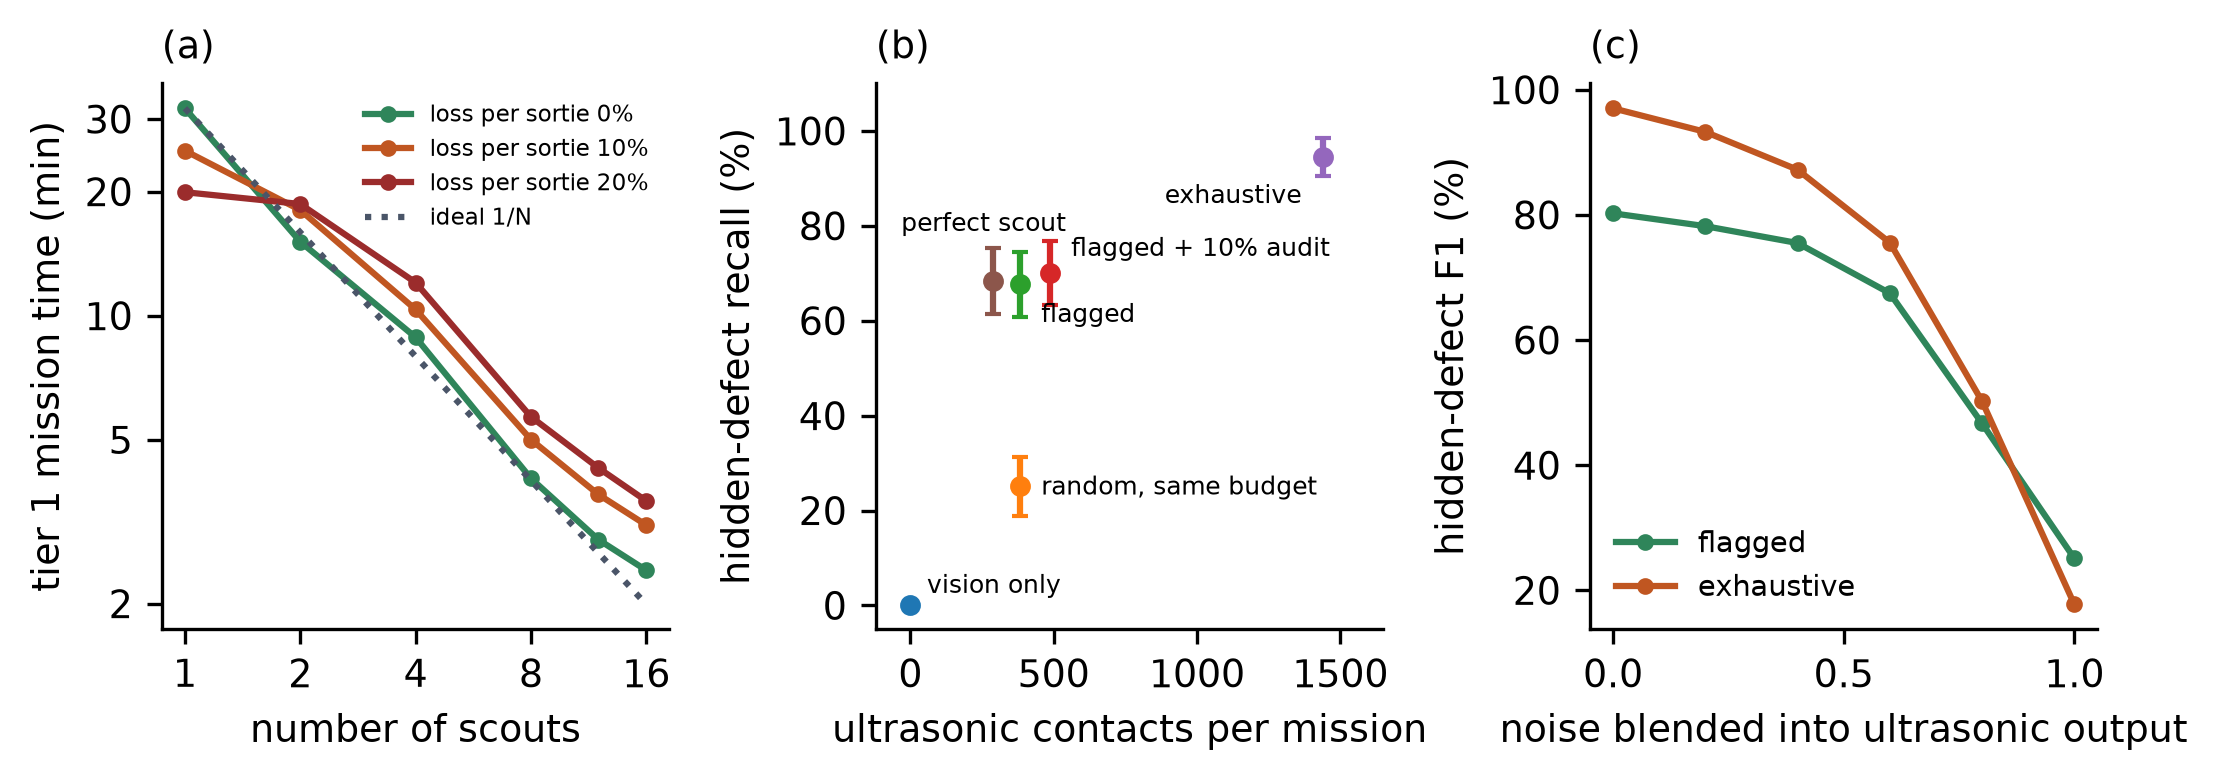 (a)
tier 1 mission time (min)
30
20
10
5
2
loss per sortie 0%
loss per sortie 10%
loss per sortie 20%
ideal 1/N
1 2 4 8 16
number of scouts
(b)
hidden-defect recall (%)
100
80
60
40
20
0
exhaustive
perfect scout
flagged + 10% audit
flagged
random, same budget
vision only
0 500 1000 1500
ultrasonic contacts per mission
(c)
hidden-defect F1 (%)
100
80
60
40
20
flagged
exhaustive
0.0 0.5 1.0
noise blended into ultrasonic output